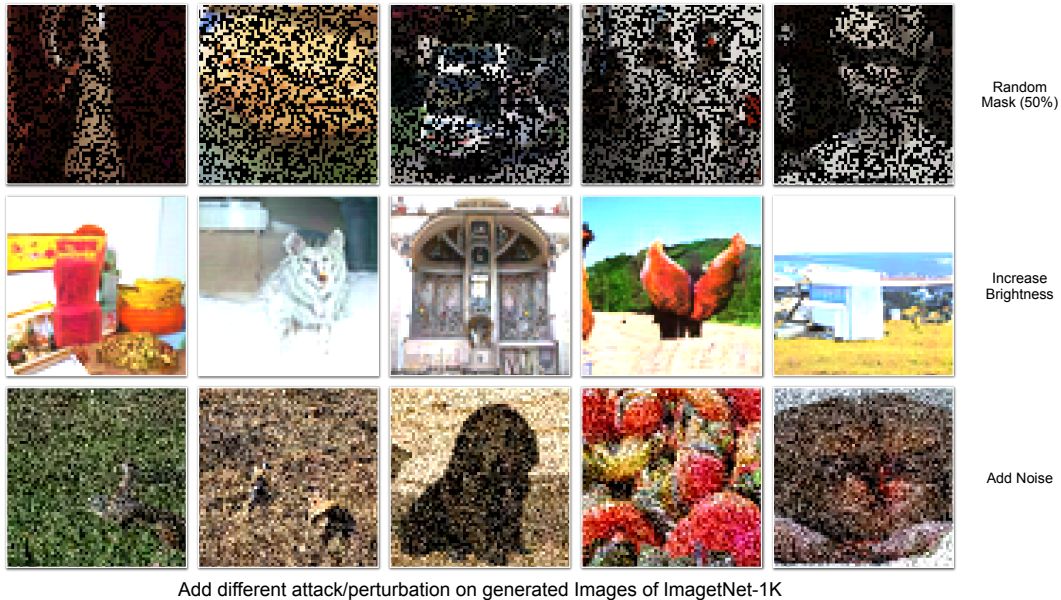 Random
Mask (50%)
Increase
Brightness
Add Noise
Add different attack/perturbation on generated Images of ImagetNet-1K